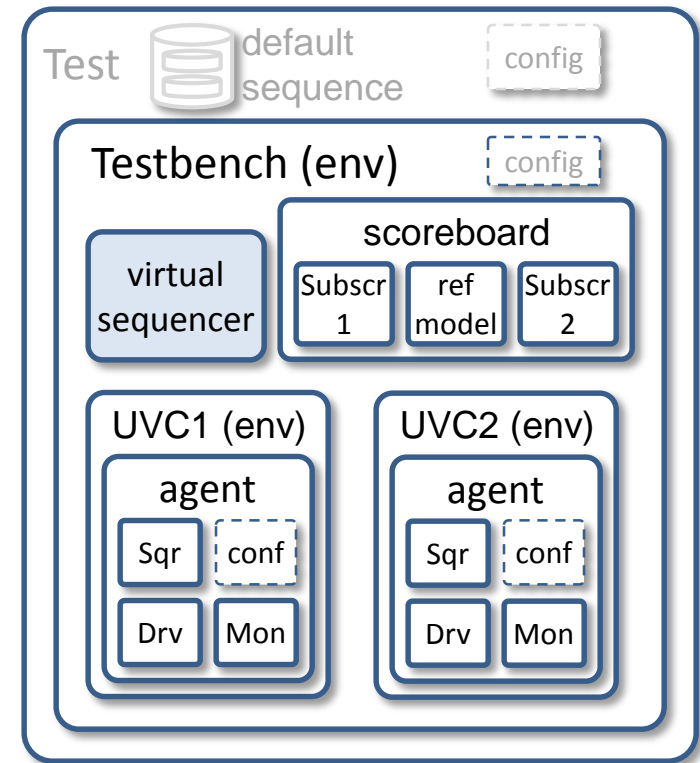 Test
default
sequence
config
Testbench (env)
config
virtual
sequencer
scoreboard
Subscr
1
ref
model
Subscr
2
UVC1 (env)
agent
Sqr
conf
Drv
Mon
UVC2 (env)
agent
Sqr
conf
Drv
Mon